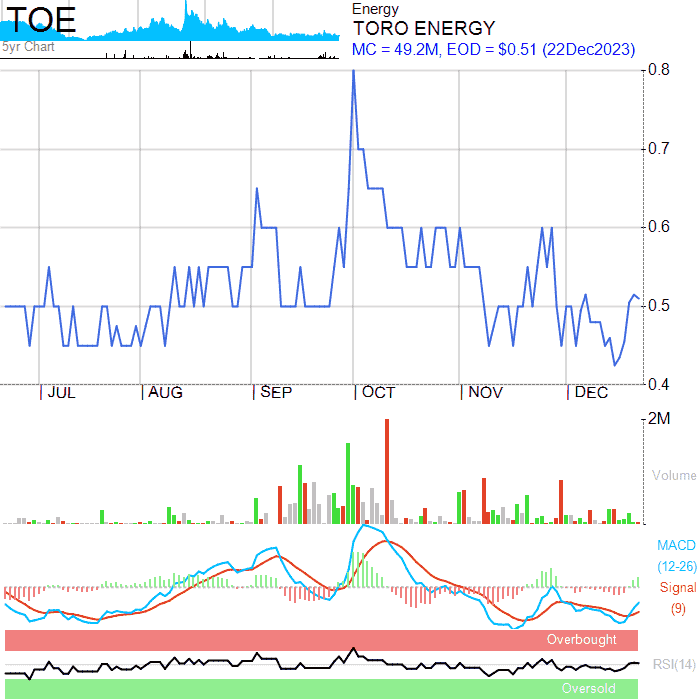 TOE
5yr Chart
Energy
TORO ENERGY
MC = 49.2M, EOD = $0.51 (22Dec2023)
0.8
0.7
0.6
0.5
0.4
JUL AUG SEP OCT NOV DEC
2M
Volume
MACD
(12-26)
Signal
(9)
Overbought
RSI(14)
Oversold